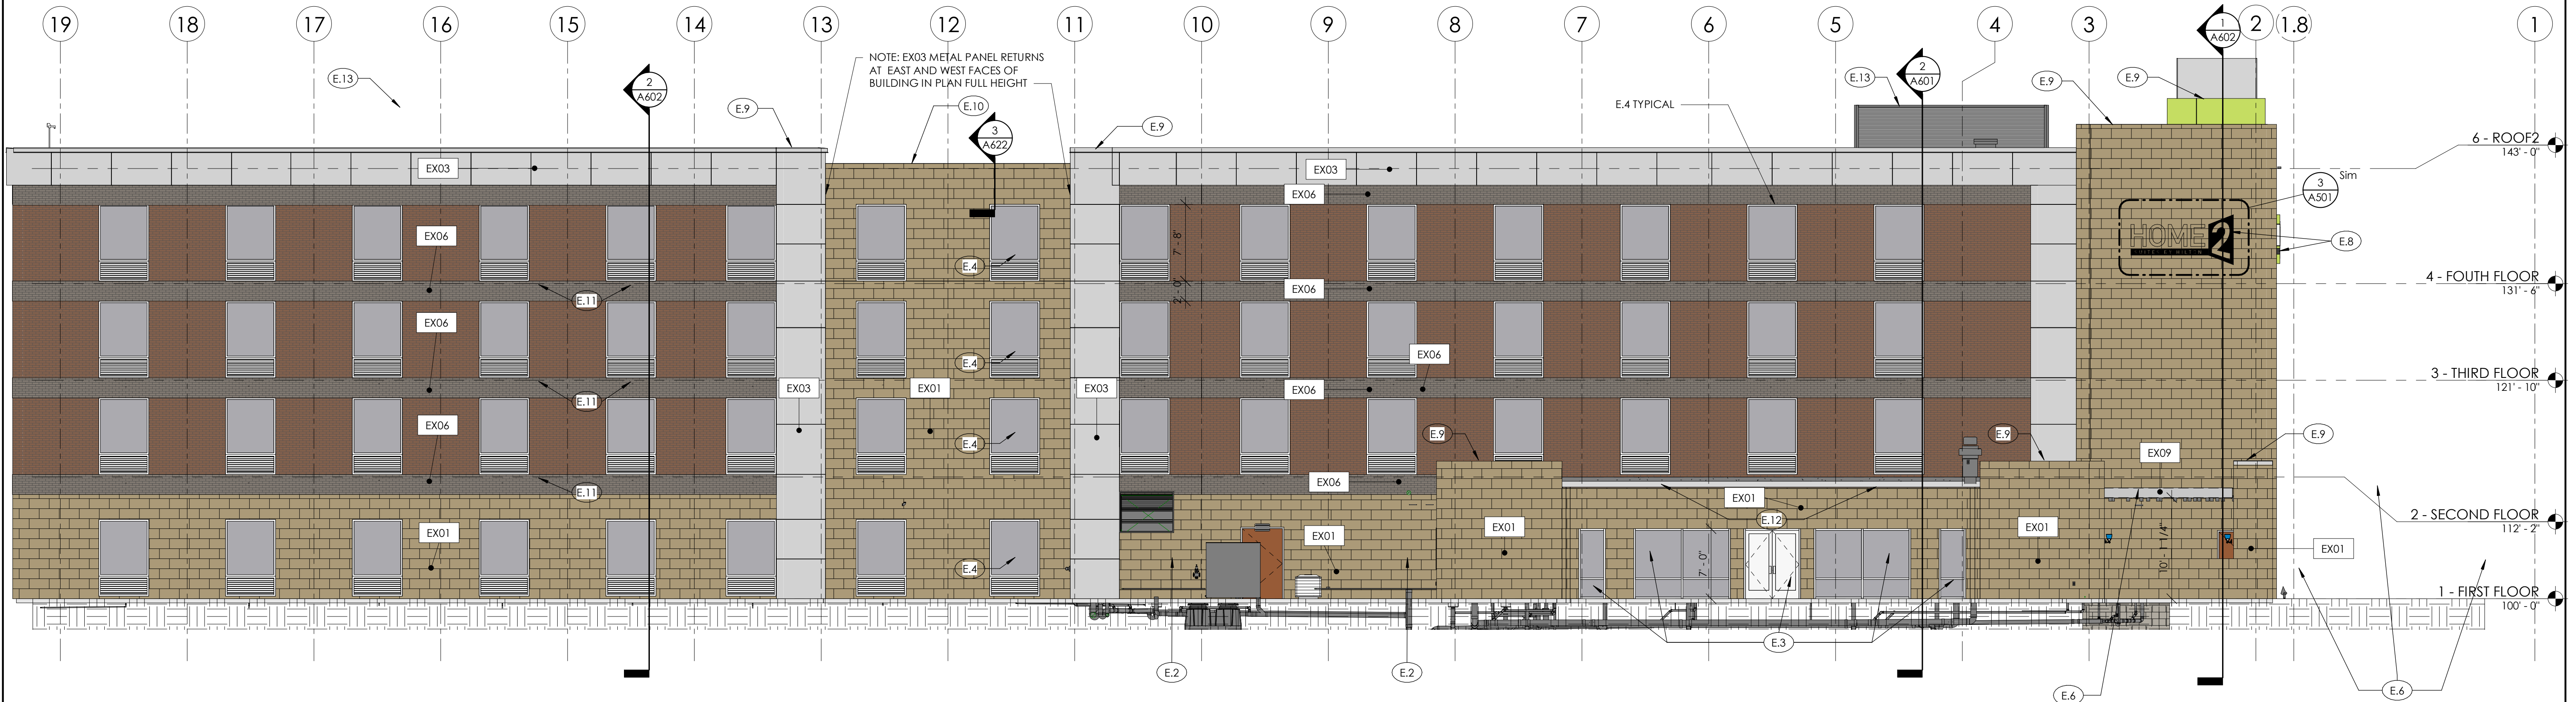 19 18 17 16 15 14 13 12 11 10 9 8 7 6 5 4 3 2 1.8 1
1
A602
NOTE: EX03 METAL PANEL RETURNS
AT EAST AND WEST FACES OF
BUILDING IN PLAN FULL HEIGHT
E.13
2
A602
E.9
E.10
3
A622
E.9
E.4 TYPICAL
E.13
2
A601
E.9
E.9
6 - ROOF2
143' - 0"
EX03
EX03
Sim
3
A501
EX06
EX06
7' - 8"
HOME 2
E.8
E.4
4 - FOUTH FLOOR
131' - 6"
E.11
EX06
2' - 0"
EX06
EX06
E.4
3 - THIRD FLOOR
121' - 10"
EX03
EX01
EX03
EX06
E.11
EX06
E.4
E.9
E.9
E.9
EX09
EX06
E.11
EX01
E.12
2 - SECOND FLOOR
112' - 2"
EX01
EX01
EX01
EX01
EX01
7' - 0"
10' - 1 1/4"
E.4
1 - FIRST FLOOR
100' - 0"
E.3
E.2
E.2
E.6
E.6